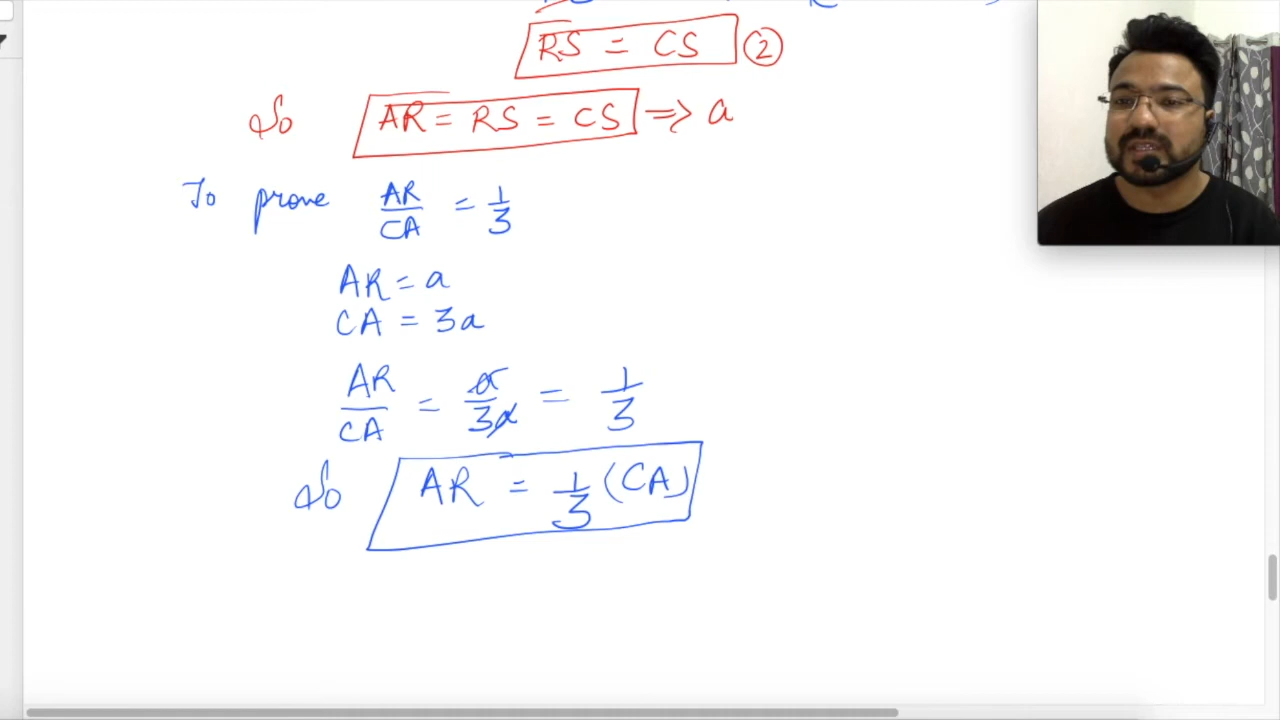 RS = CS ②
So AR = RS = CS ⇒ a
To prove AR/CA = 1/3
AR = a
CA = 3a
AR/CA = a/3a = 1/3
So AR = 1/3 (CA)